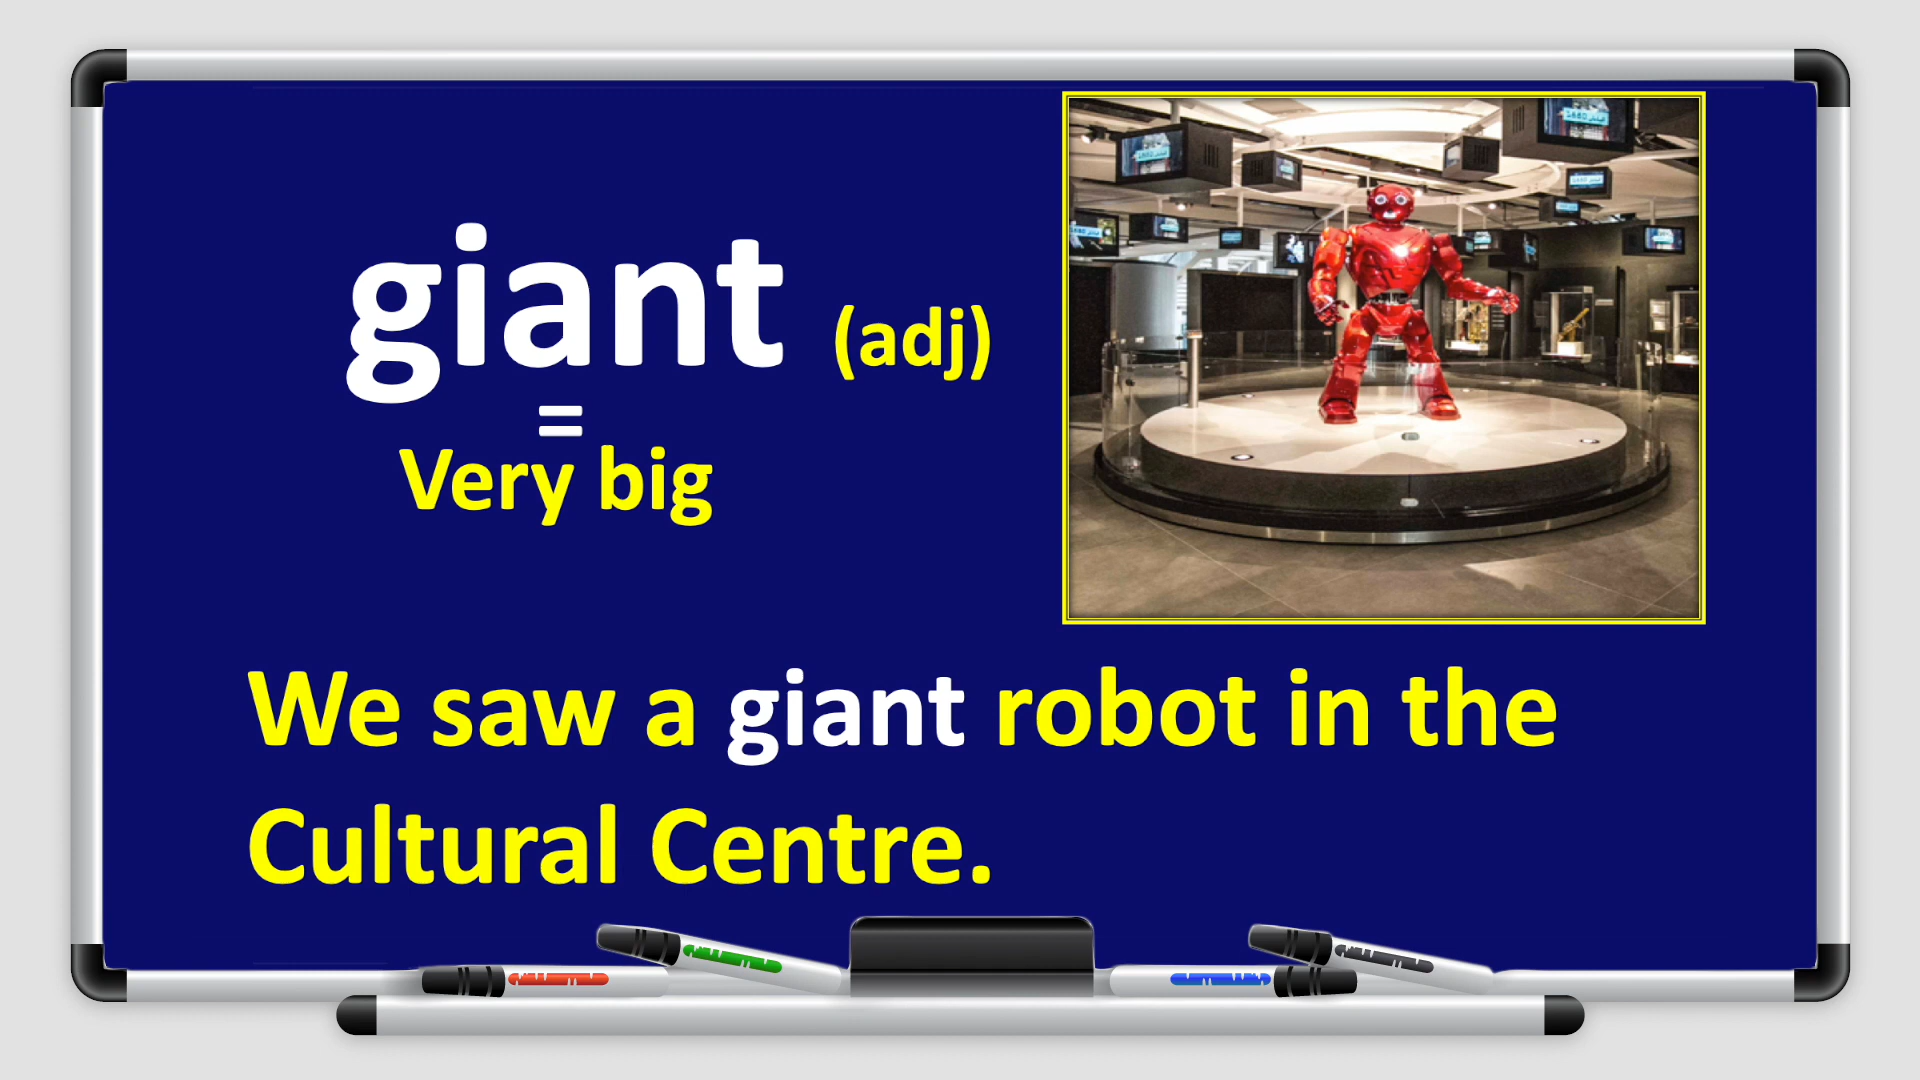 giant (adj)
=
Very big
We saw a giant robot in the
Cultural Centre.